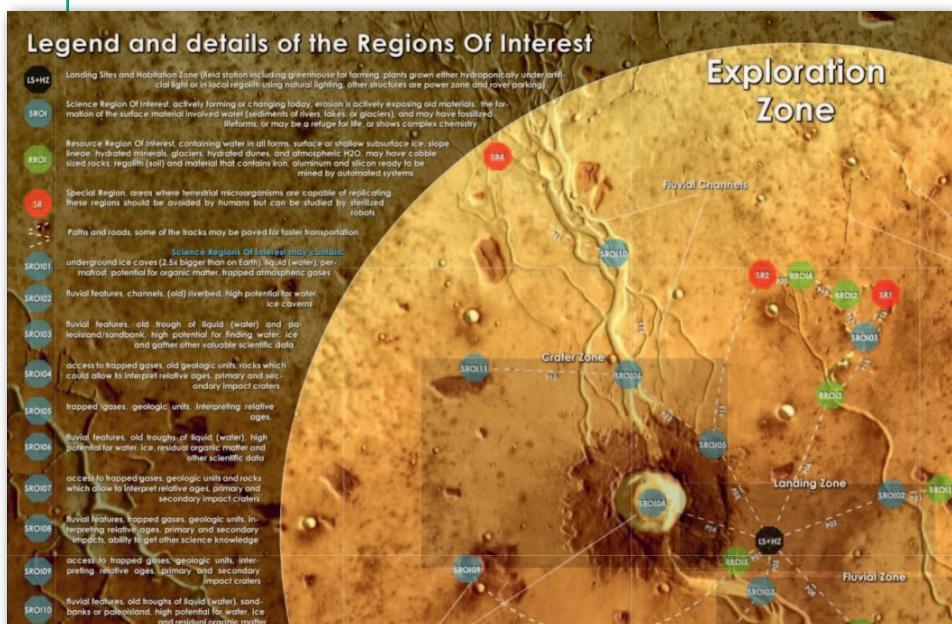 Legend and details of the Regions Of Interest
LS+HZ
Landing Sites and Habitation Zone (field station including greenhouse for farming, plants grown either hydroponically under artifi-
cial light or in local regolith using natural lighting, other structures are power zone and rover parking)
SROI
Science Region Of Interest, actively forming or changing today, erosion is actively exposing old materials, the for-
mation of the surface material involved water (sediments of rivers, lakes, or glaciers), and may have fossilized
lifeforms, or may be a refuge for life, or shows complex chemistry
RROI
Resource Region Of Interest, containing water in all forms, surface or shallow subsurface ice, slope
lineae, hydrated minerals, glaciers, hydrated dunes, and atmospheric H2O, may have cobble
sized rocks, regolith (soil) and material that contains iron, aluminum and silicon ready to be
mined by automated systems
SR
Special Region, areas where terrestrial microorganisms are capable of replicating,
these regions should be avoided by humans but can be studied by sterilized
robots
Paths and roads, some of the tracks may be paved for faster transportation
Science Regions Of Interest may contain:
SROI01
underground ice caves (2.5x bigger than on Earth), liquid (water), per-
mafrost, potential for organic matter, trapped atmospheric gases
SROI02
fluvial features, channels, (old) riverbed, high potential for water,
ice caverns
SROI03
fluvial features, old trough of liquid (water) and pa-
leoisland/sandbank, high potential for finding water, ice
and gather other valuable scientific data
SROI04
access to trapped gases, old geologic units, rocks which
could allow to interpret relative ages, primary and sec-
ondary impact craters
SROI05
trapped gases, geologic units, interpreting relative
ages,
SROI06
fluvial features, old troughs of liquid (water), high
potential for water, ice, residual organic matter and
other scientific data
SROI07
access to trapped gases, geologic units and rocks
which allow to interpret relative ages, primary and
secondary impact craters
SROI08
fluvial features, trapped gases, geologic units, in-
terpreting relative ages, primary and secondary
impacts, ability to get other science knowledge
SROI09
access to trapped gases, geologic units, inter-
preting relative ages, primary and secondary
impact craters
SROI10
fluvial features, old troughs of liquid (water), sand-
banks or paleoisland, high potential for water, ice
and residual organic matter
Exploration
Zone
SR4
Fluvial Channels
SROI10
SR2
RROI4
RROI2
SR1
SROI01
Crater Zone
SROI11
SROI06
RROI3
SROI05
Landing Zone
SROI04
SROI02
P04
P02
LS+HZ
RROI5
SROI09
SROI03
Fluvial Zone